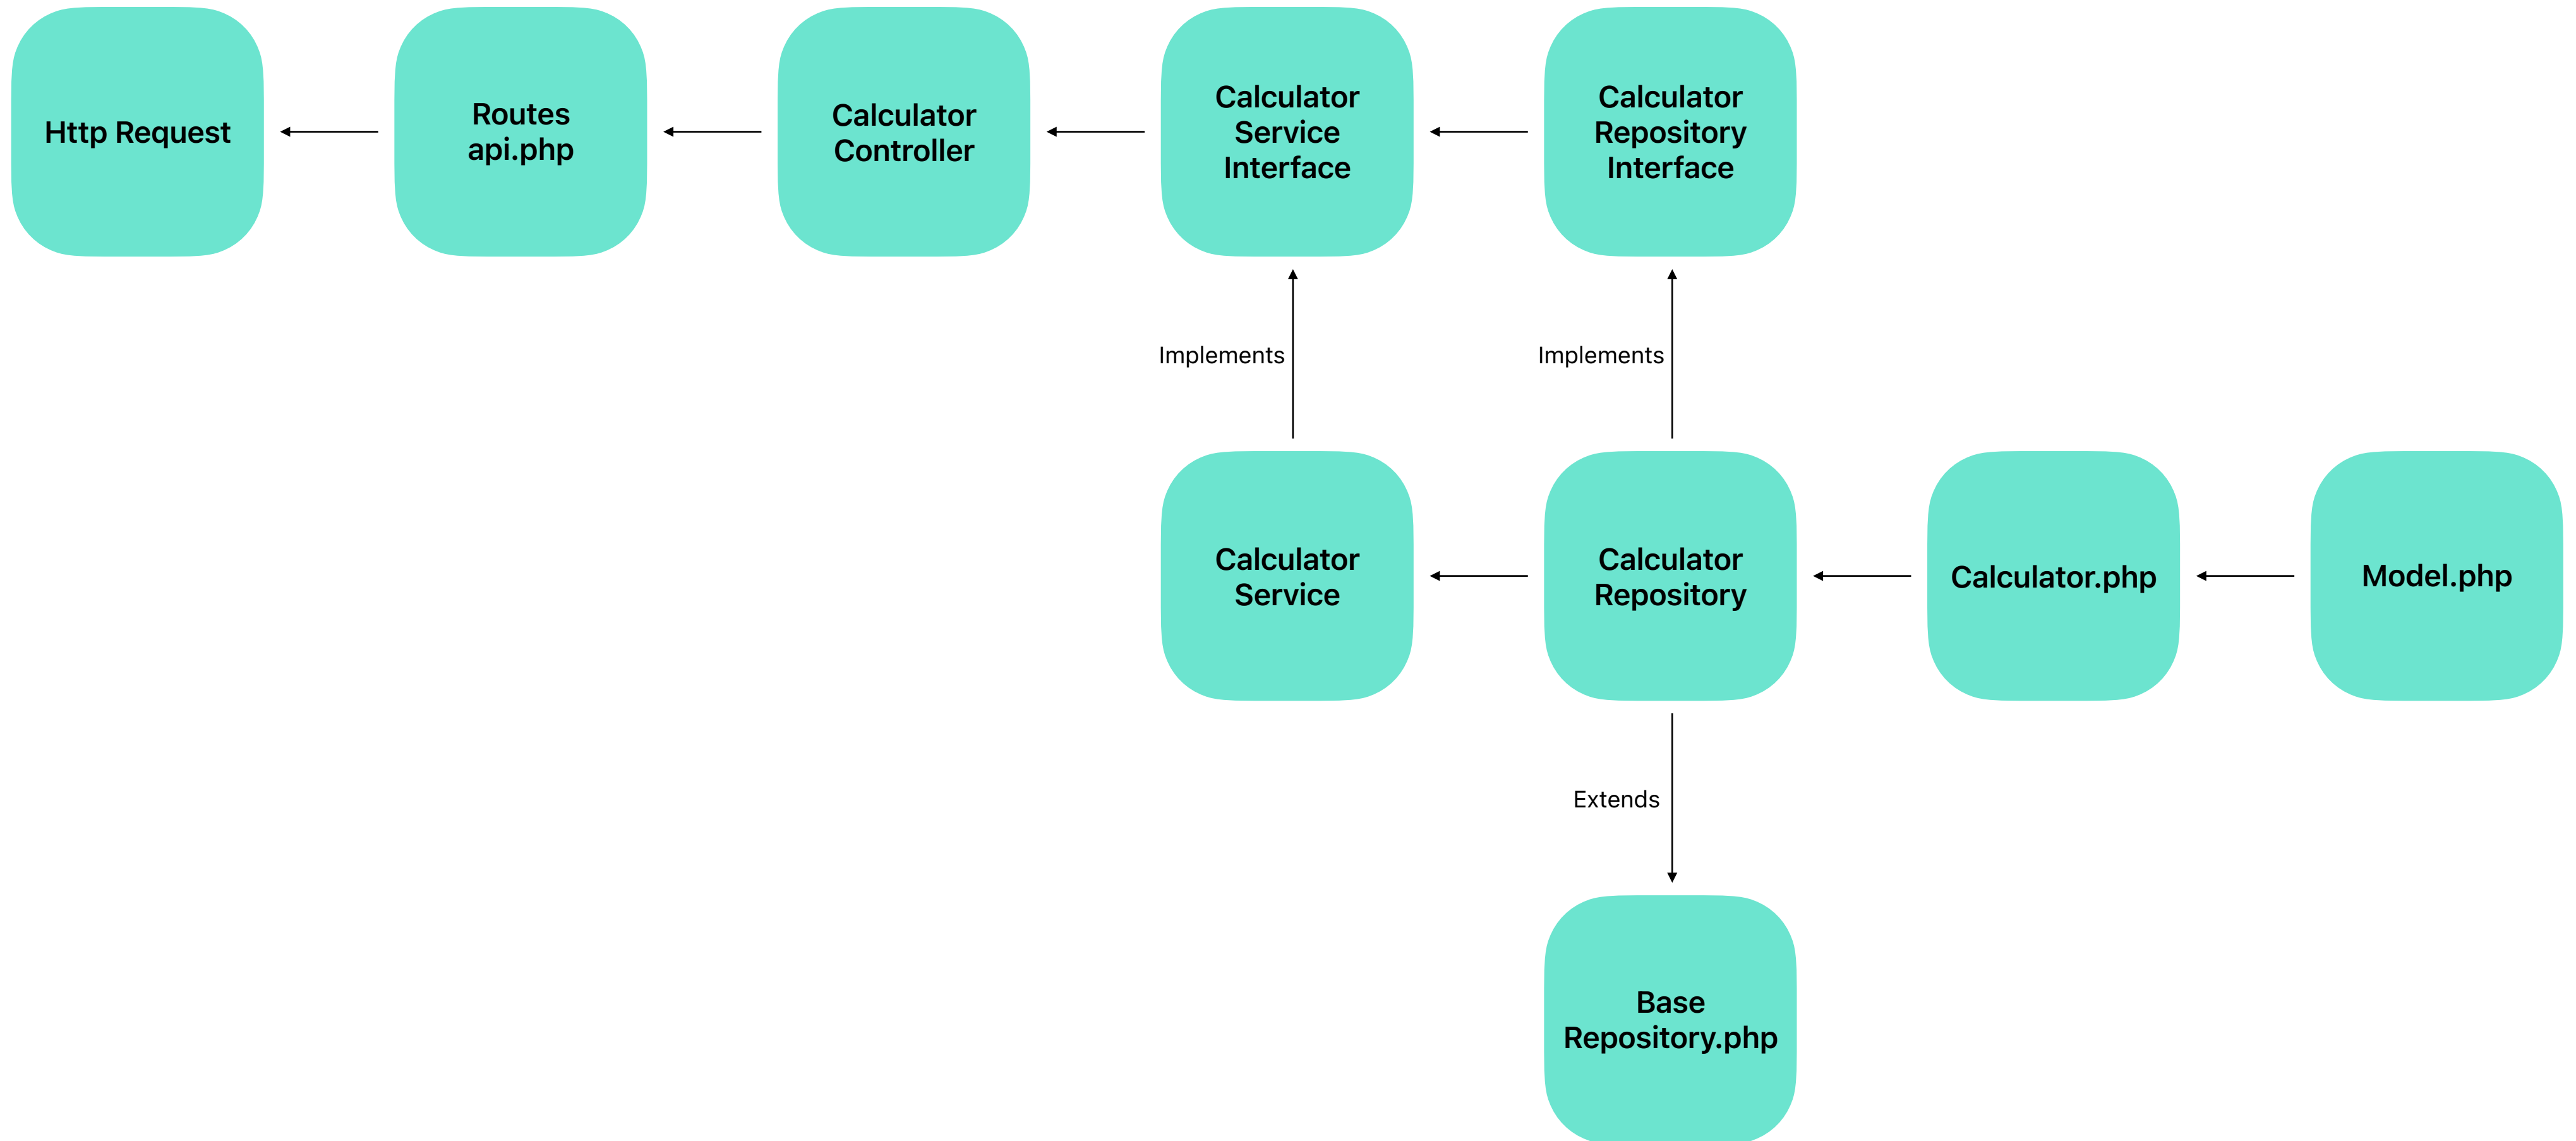 Http Request
Routes
api.php
Calculator
Controller
Calculator
Service
Interface
Calculator
Repository
Interface
Implements
Implements
Calculator
Service
Calculator
Repository
Calculator.php
Model.php
Extends
Base
Repository.php